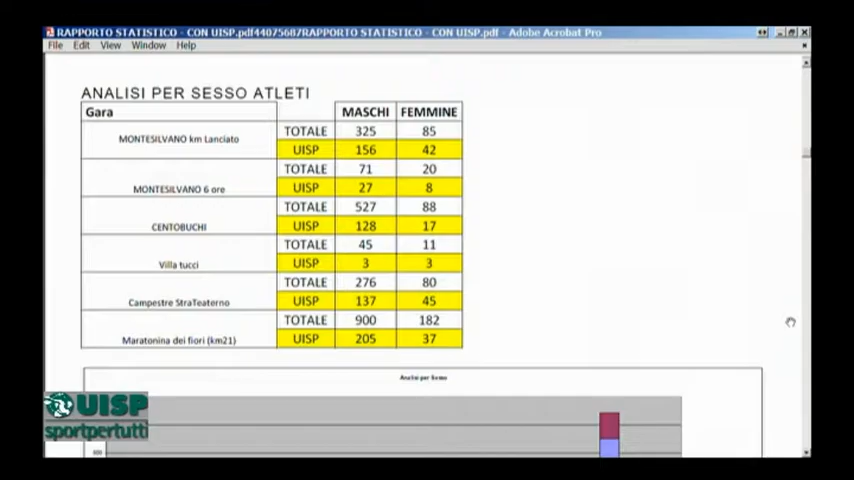 RAPPORTO STATISTICO - CON UISP.pdf44075687RAPPORTO STATISTICO - CON UISP.pdf - Adobe Acrobat Pro
File Edit View Window Help
ANALISI PER SESSO ATLETI
Gara MASCHI FEMMINE
MONTESILVANO km Lanciato TOTALE 325 85
UISP 156 42
MONTESILVANO 6 ore TOTALE 71 20
UISP 27 8
CENTOBUCHI TOTALE 527 88
UISP 128 17
Villa tucci TOTALE 45 11
UISP 3 3
Campestre StraTeaterno TOTALE 276 80
UISP 137 45
Maratonina dei fiori (km21) TOTALE 900 182
UISP 205 37
Analisi per Sesso
UISP
sportpertutti